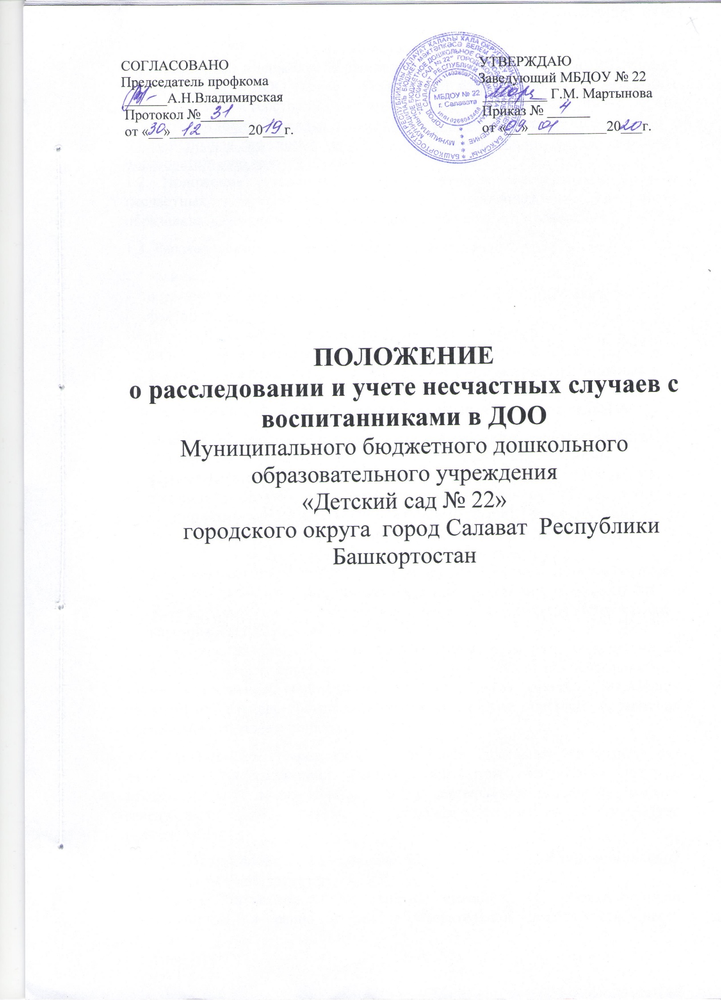 СОГЛАСОВАНО
Председатель профкома
______А.Н.Владимирская
Протокол № 31
от «30» 12 2019 г.
УТВЕРЖДАЮ
Заведующий МБДОУ № 22
_________ Г.М. Мартынова
Приказ № 4
от «09» 01 2020 г.
МБДОУ № 22
г. Салавата
ПОЛОЖЕНИЕ
о расследовании и учете несчастных случаев с
воспитанниками в ДОО
Муниципального бюджетного дошкольного
образовательного учреждения
«Детский сад № 22»
городского округа город Салават Республики
Башкортостан